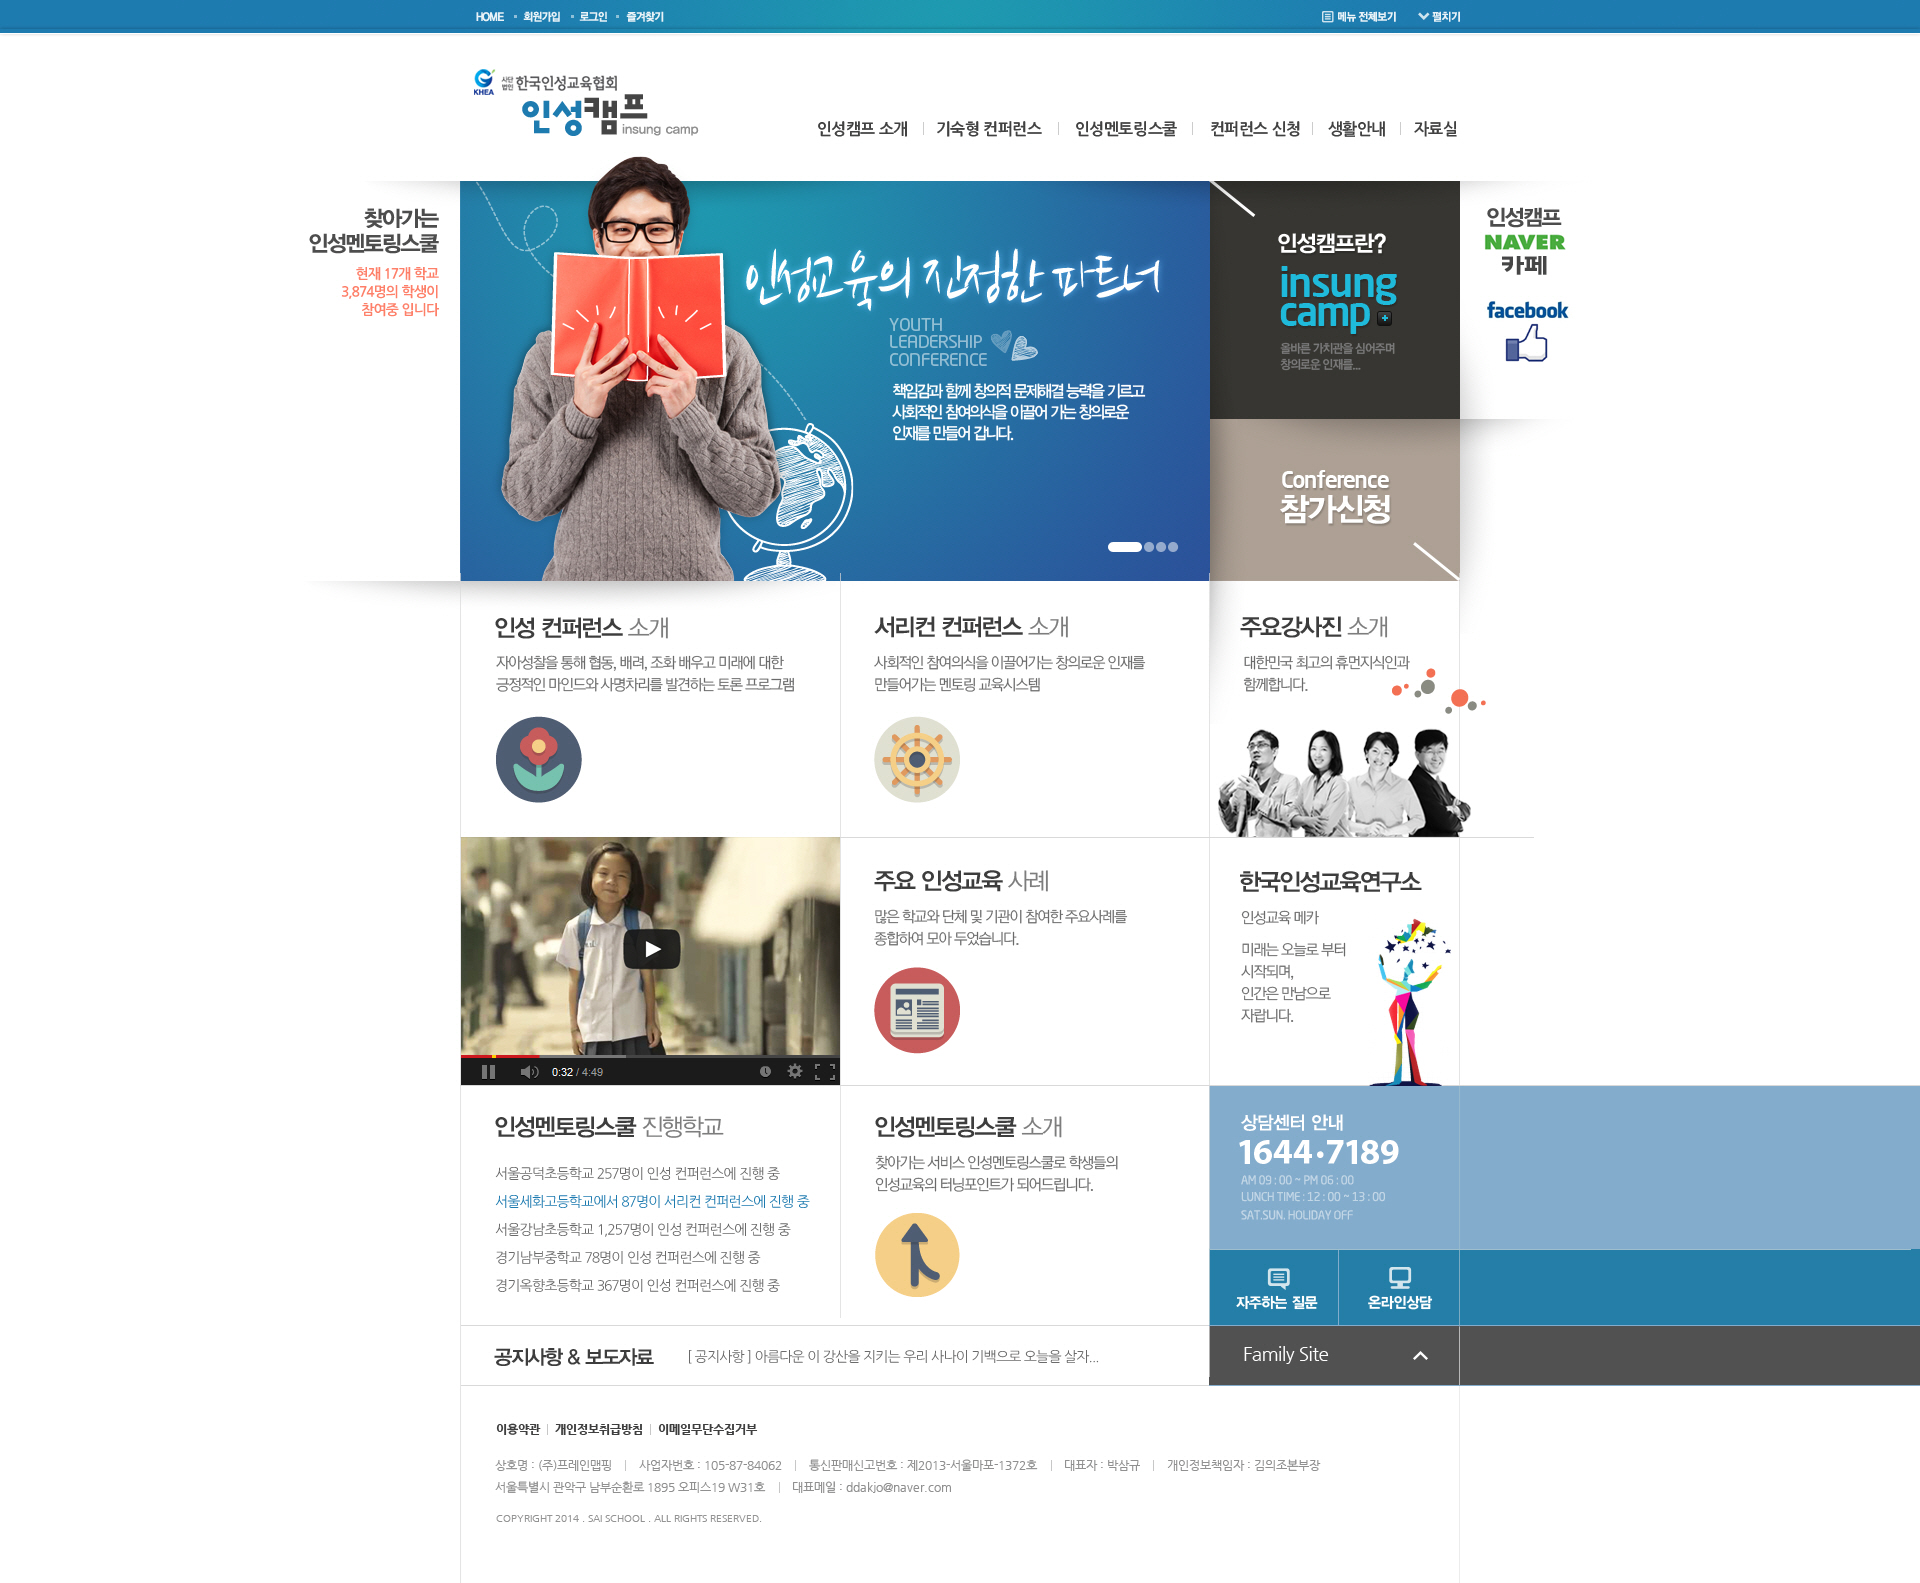 HOME 회원가입 로그인 즐겨찾기
메뉴 전체보기 펼치기
KHEA 사단법인 한국인성교육협회
인성캠프 insung camp
인성캠프 소개 기숙형 컨퍼런스 인성멘토링스쿨 컨퍼런스 신청 생활안내 자료실
찾아가는
인성멘토링스쿨
현재 17개 학교
3,874명의 학생이
참여중 입니다
인성교육의 진정한 파트너
YOUTH
LEADERSHIP
CONFERENCE
책임감과 함께 창의적 문제해결 능력을 기르고
사회적인 참여의식을 이끌어 가는 창의로운
인재를 만들어 갑니다.
인성캠프란?
insung
camp
올바른 가치관을 심어주며
창의로운 인재를...
Conference
참가신청
인성캠프
NAVER
카페
facebook
인성 컨퍼런스 소개
자아성찰을 통해 협동, 배려, 조화 배우고 미래에 대한
긍정적인 마인드와 사명차리를 발견하는 토론 프로그램
서리컨 컨퍼런스 소개
사회적인 참여의식을 이끌어가는 창의로운 인재를
만들어가는 멘토링 교육시스템
주요강사진 소개
대한민국 최고의 휴먼지식인과
함께합니다.
0:32 / 4:49
주요 인성교육 사례
많은 학교와 단체 및 기관이 참여한 주요사례를
종합하여 모아 두었습니다.
한국인성교육연구소
인성교육 메카
미래는 오늘로 부터
시작되며,
인간은 만남으로
자랍니다.
인성멘토링스쿨 진행학교
서울공덕초등학교 257명이 인성 컨퍼런스에 진행 중
서울세화고등학교에서 87명이 서리컨 컨퍼런스에 진행 중
서울강남초등학교 1,257명이 인성 컨퍼런스에 진행 중
경기남부중학교 78명이 인성 컨퍼런스에 진행 중
경기옥향초등학교 367명이 인성 컨퍼런스에 진행 중
인성멘토링스쿨 소개
찾아가는 서비스 인성멘토링스쿨로 학생들의
인성교육의 터닝포인트가 되어드립니다.
상담센터 안내
1644·7189
AM 09 : 00 ~ PM 06 : 00
LUNCH TIME : 12 : 00 ~ 13 : 00
SAT.SUN. HOLIDAY OFF
자주하는 질문 온라인상담
공지사항 & 보도자료 [ 공지사항 ] 아름다운 이 강산을 지키는 우리 사나이 기백으로 오늘을 살자...
Family Site
이용약관 | 개인정보취급방침 | 이메일무단수집거부
상호명 : (주)프레인맵핑 | 사업자번호 : 105-87-84062 | 통신판매신고번호 : 제2013-서울마포-1372호 | 대표자 : 박삼규 | 개인정보책임자 : 김의조본부장
서울특별시 관악구 남부순환로 1895 오피스19 W31호 | 대표메일 : ddakjo@naver.com
COPYRIGHT 2014 . SAI SCHOOL . ALL RIGHTS RESERVED.